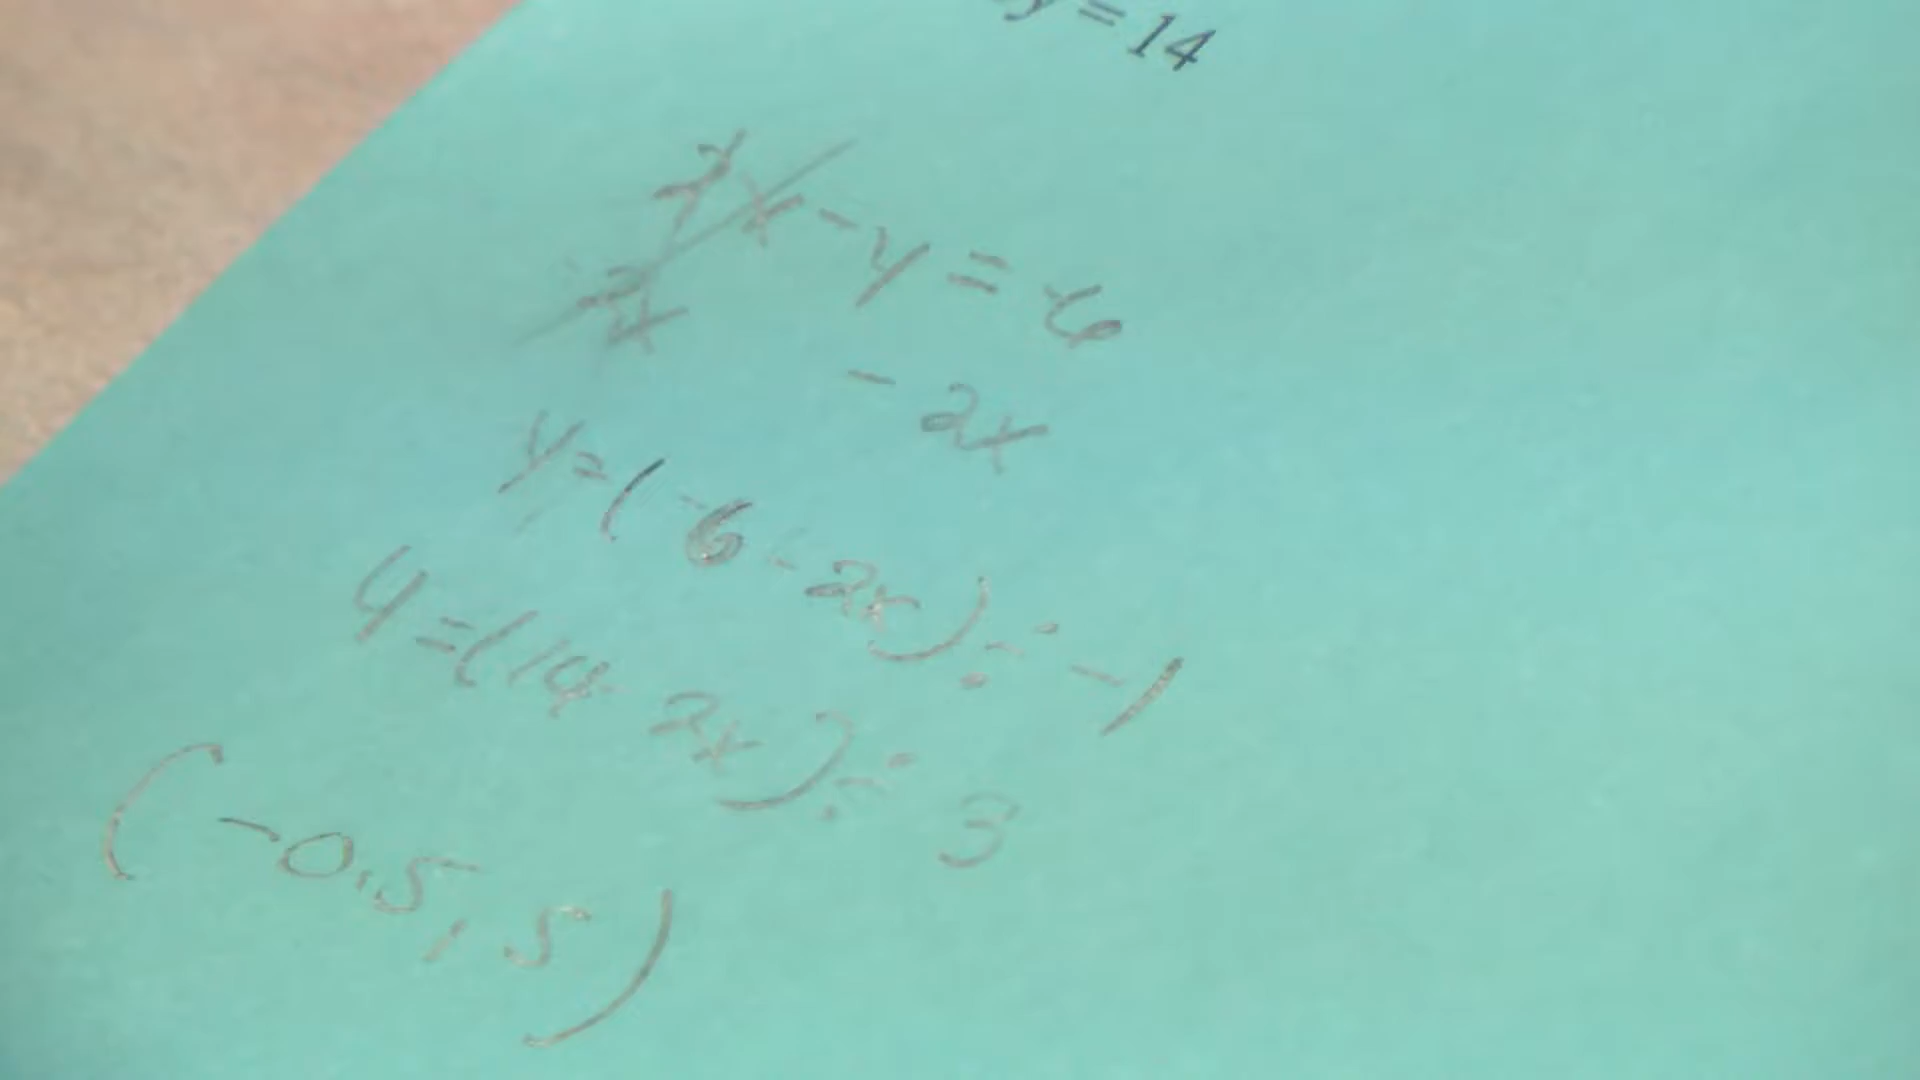 y = 14
2x - y = -6
2x - 2x
y = (-6 - 2x) ÷ -1
y = (14 - 2x) ÷ 3
(-0.5, 5)